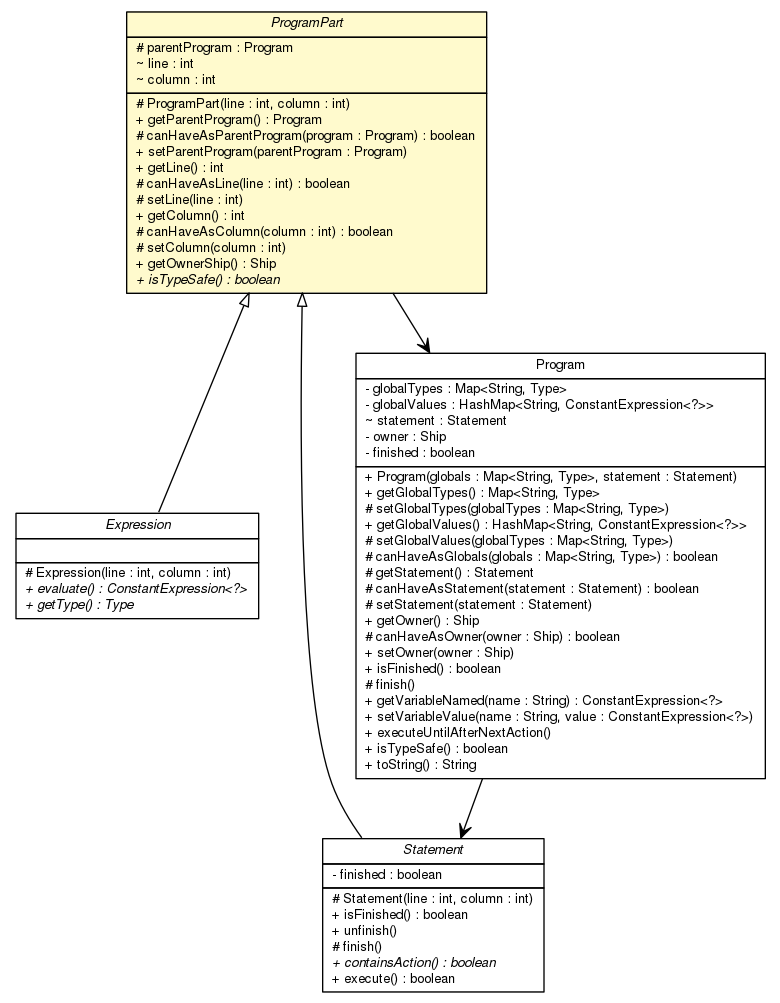 ProgramPart
# parentProgram : Program
~ line : int
~ column : int
# ProgramPart(line : int, column : int)
+ getParentProgram() : Program
# canHaveAsParentProgram(program : Program) : boolean
+ setParentProgram(parentProgram : Program)
+ getLine() : int
# canHaveAsLine(line : int) : boolean
# setLine(line : int)
+ getColumn() : int
# canHaveAsColumn(column : int) : boolean
# setColumn(column : int)
+ getOwnerShip() : Ship
+ isTypeSafe() : boolean
Program
- globalTypes : Map<String, Type>
- globalValues : HashMap<String, ConstantExpression<?>>
~ statement : Statement
- owner : Ship
- finished : boolean
+ Program(globals : Map<String, Type>, statement : Statement)
+ getGlobalTypes() : Map<String, Type>
# setGlobalTypes(globalTypes : Map<String, Type>)
+ getGlobalValues() : HashMap<String, ConstantExpression<?>>
# setGlobalValues(globalTypes : Map<String, Type>)
# canHaveAsGlobals(globals : Map<String, Type>) : boolean
# getStatement() : Statement
# canHaveAsStatement(statement : Statement) : boolean
# setStatement(statement : Statement)
+ getOwner() : Ship
# canHaveAsOwner(owner : Ship) : boolean
+ setOwner(owner : Ship)
+ isFinished() : boolean
# finish()
+ getVariableNamed(name : String) : ConstantExpression<?>
+ setVariableValue(name : String, value : ConstantExpression<?>)
+ executeUntilAfterNextAction()
+ isTypeSafe() : boolean
+ toString() : String
Expression
# Expression(line : int, column : int)
+ evaluate() : ConstantExpression<?>
+ getType() : Type
Statement
- finished : boolean
# Statement(line : int, column : int)
+ isFinished() : boolean
+ unfinish()
# finish()
+ containsAction() : boolean
+ execute() : boolean